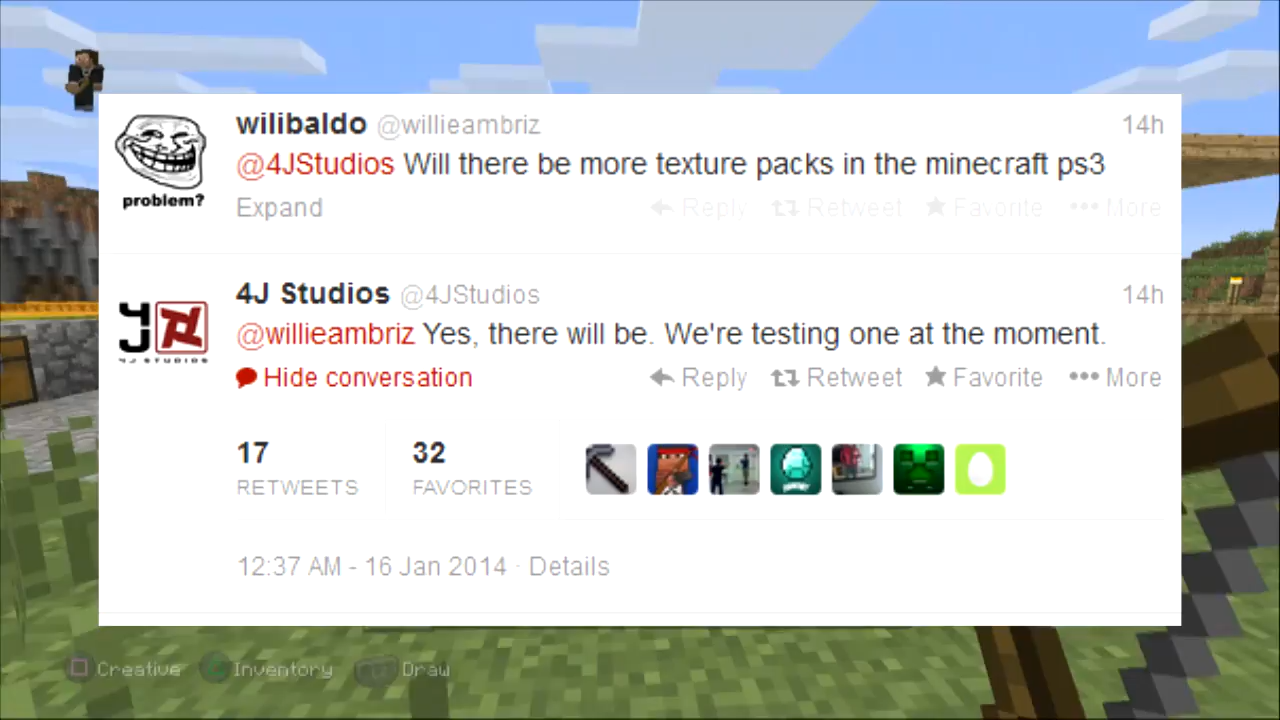 wilibaldo @willieambriz 14h
@4JStudios Will there be more texture packs in the minecraft ps3
problem?
Expand Reply Retweet Favorite More
4J Studios @4JStudios 14h
@willieambriz Yes, there will be. We're testing one at the moment.
4J STUDIOS
Hide conversation Reply Retweet Favorite More
17 32
RETWEETS FAVORITES
12:37 AM - 16 Jan 2014 · Details
Creative Inventory Draw